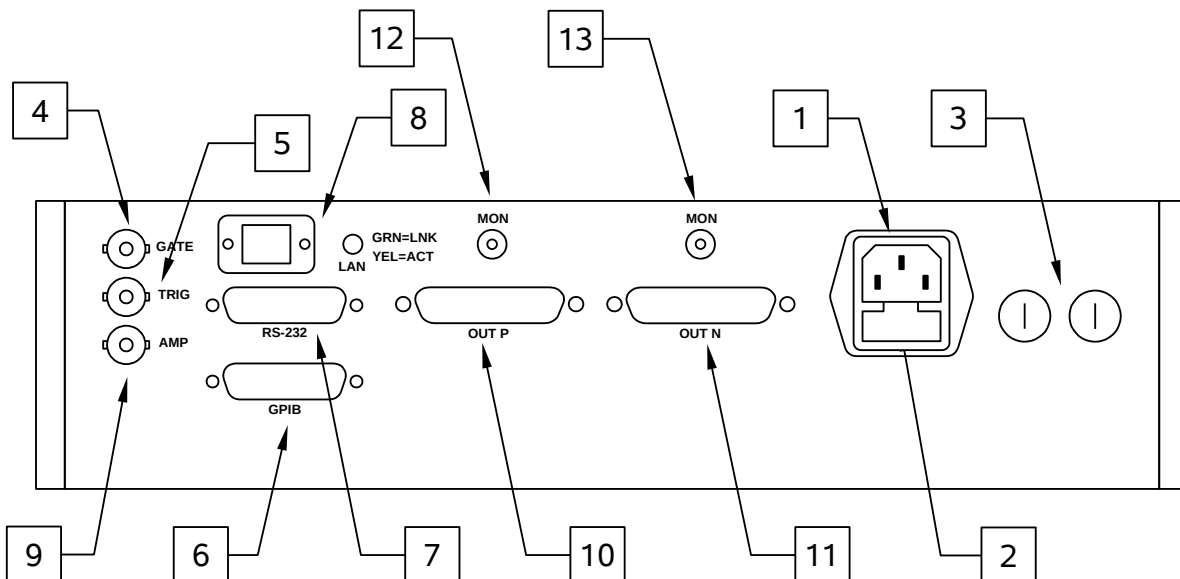 12
13
4
8
1
3
5
MON
MON
GATE
GRN=LNK
YEL=ACT
LAN
TRIG
RS-232
OUT P
OUT N
AMP
GPIB
9
6
7
10
11
2